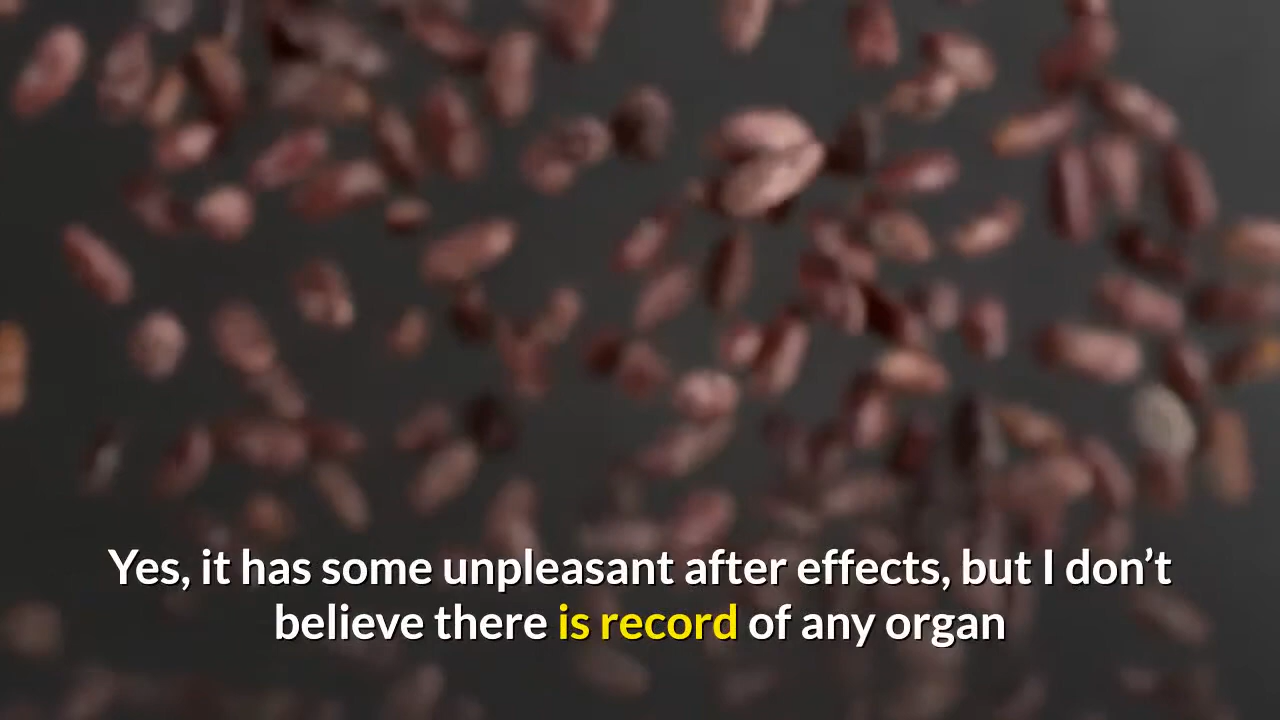 Yes, it has some unpleasant after effects, but I don’t
believe there is record of any organ